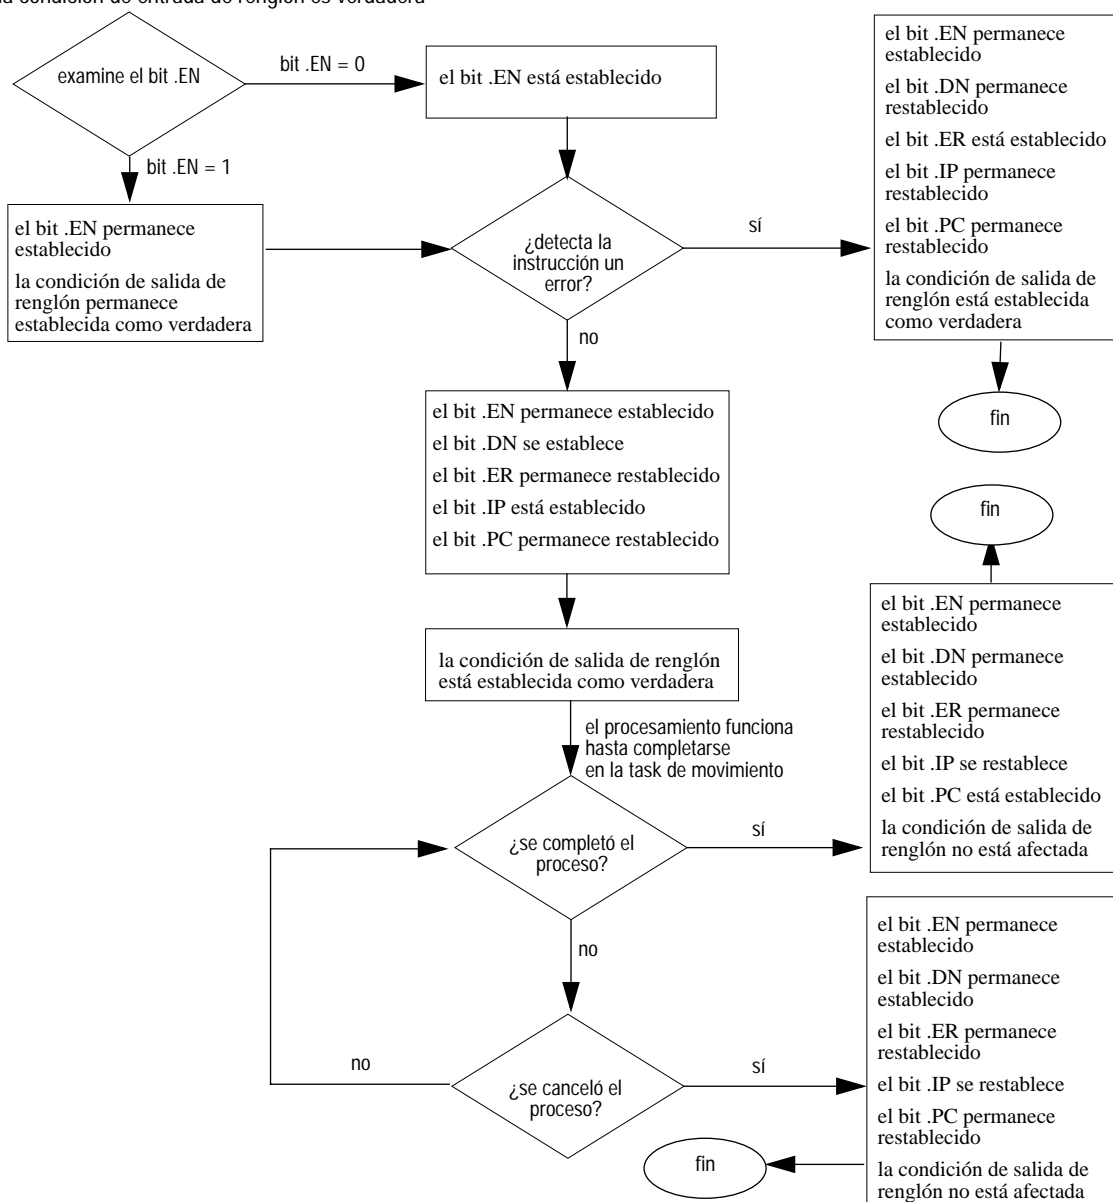 la condición de entrada de renglón es verdadera
examine el bit .EN
bit .EN = 0
el bit .EN está establecido
bit .EN = 1
el bit .EN permanece
establecido
la condición de salida de
renglón permanece
establecida como verdadera
¿detecta la
instrucción un
error?
sí
el bit .EN permanece
establecido
el bit .DN permanece
restablecido
el bit .ER está establecido
el bit .IP permanece
restablecido
el bit .PC permanece
restablecido
la condición de salida de
renglón está establecida
como verdadera
fin
no
el bit .EN permanece establecido
el bit .DN se establece
el bit .ER permanece restablecido
el bit .IP está establecido
el bit .PC permanece restablecido
la condición de salida de renglón
está establecida como verdadera
el procesamiento funciona
hasta completarse
en la task de movimiento
¿se completó el
proceso?
sí
fin
el bit .EN permanece
establecido
el bit .DN permanece
establecido
el bit .ER permanece
restablecido
el bit .IP se restablece
el bit .PC está establecido
la condición de salida de
renglón no está afectada
no
¿se canceló el
proceso?
no
sí
el bit .EN permanece
establecido
el bit .DN permanece
establecido
el bit .ER permanece
restablecido
el bit .IP se restablece
el bit .PC permanece
restablecido
la condición de salida de
renglón no está afectada
fin